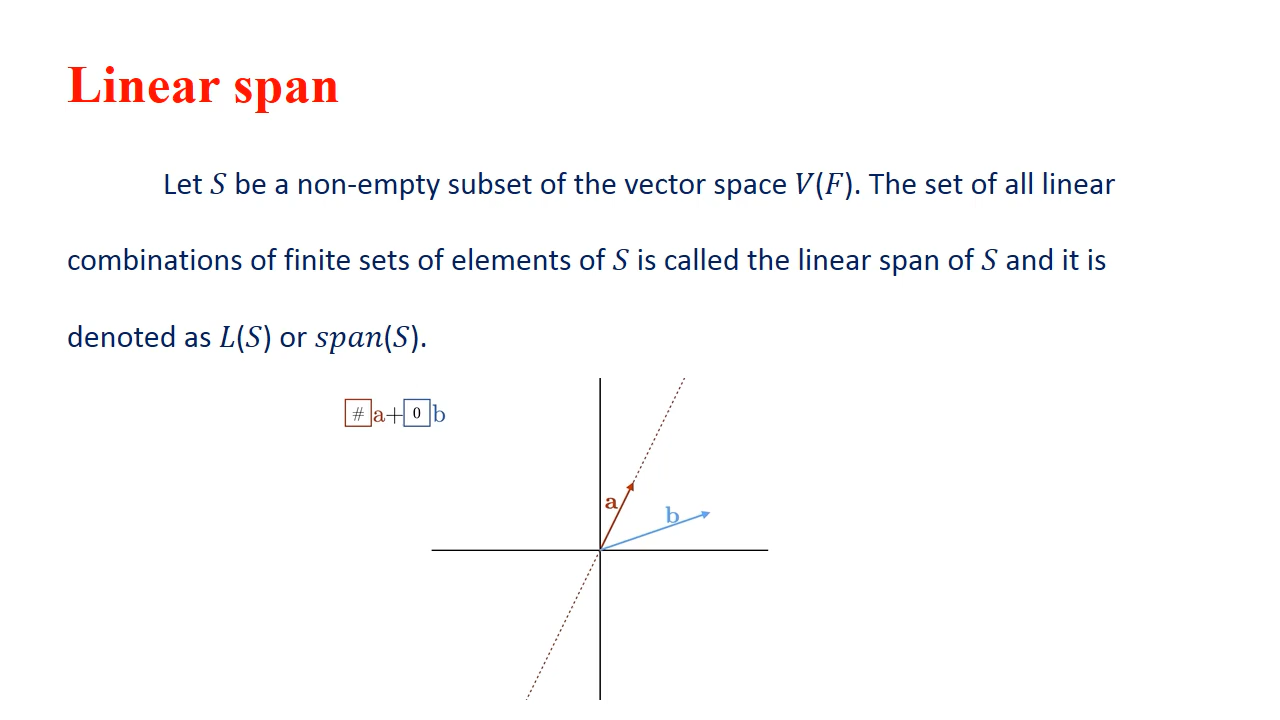 Linear span
Let S be a non-empty subset of the vector space V(F). The set of all linear
combinations of finite sets of elements of S is called the linear span of S and it is
denoted as L(S) or span(S).
# a+ 0 b
a
b